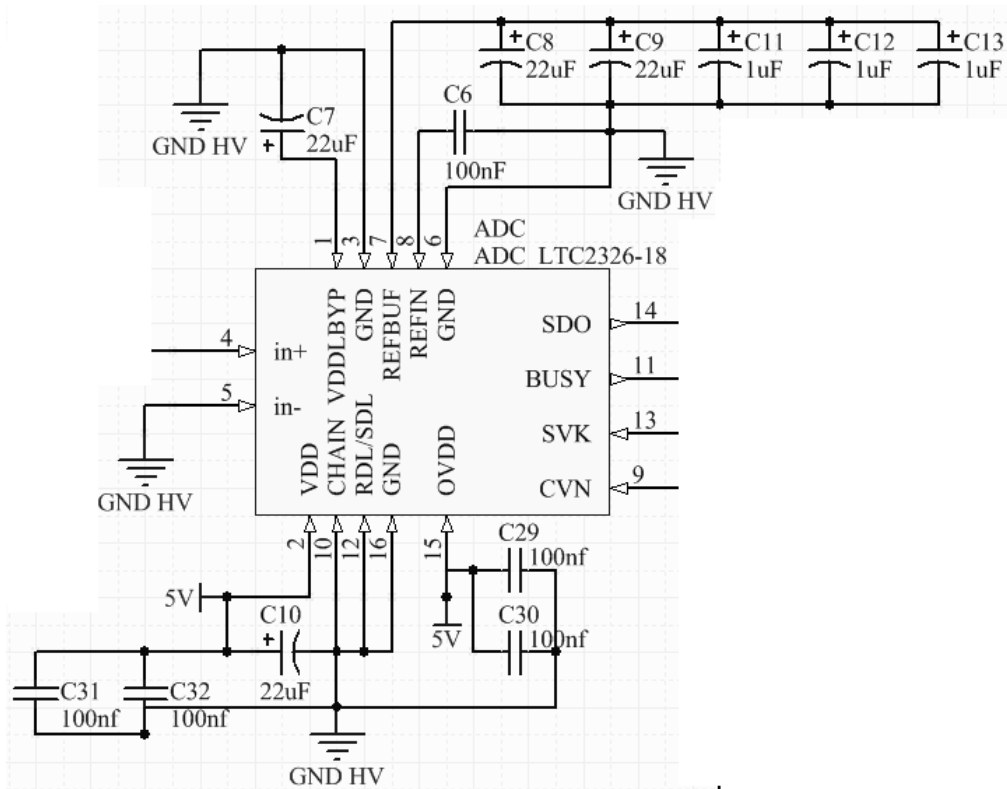 + C8
22uF
+ C9
22uF
+ C11
1uF
+ C12
1uF
+ C13
1uF
GND HV
C7
22uF
+
C6
100nF
GND HV
ADC
ADC LTC2326-18
1
3
7
8
6
VDDLBYP
GND
REFBUF
REFIN
GND
4
in+
5
in-
GND HV
SDO
14
BUSY
11
SVK
13
CVN
9
VDD
CHAIN
RDL/SDL
GND
OVDD
2
10
12
16
15
C29
100nf
C30
100nf
5V
5V
C10
+
22uF
C31
100nf
C32
100nf
GND HV